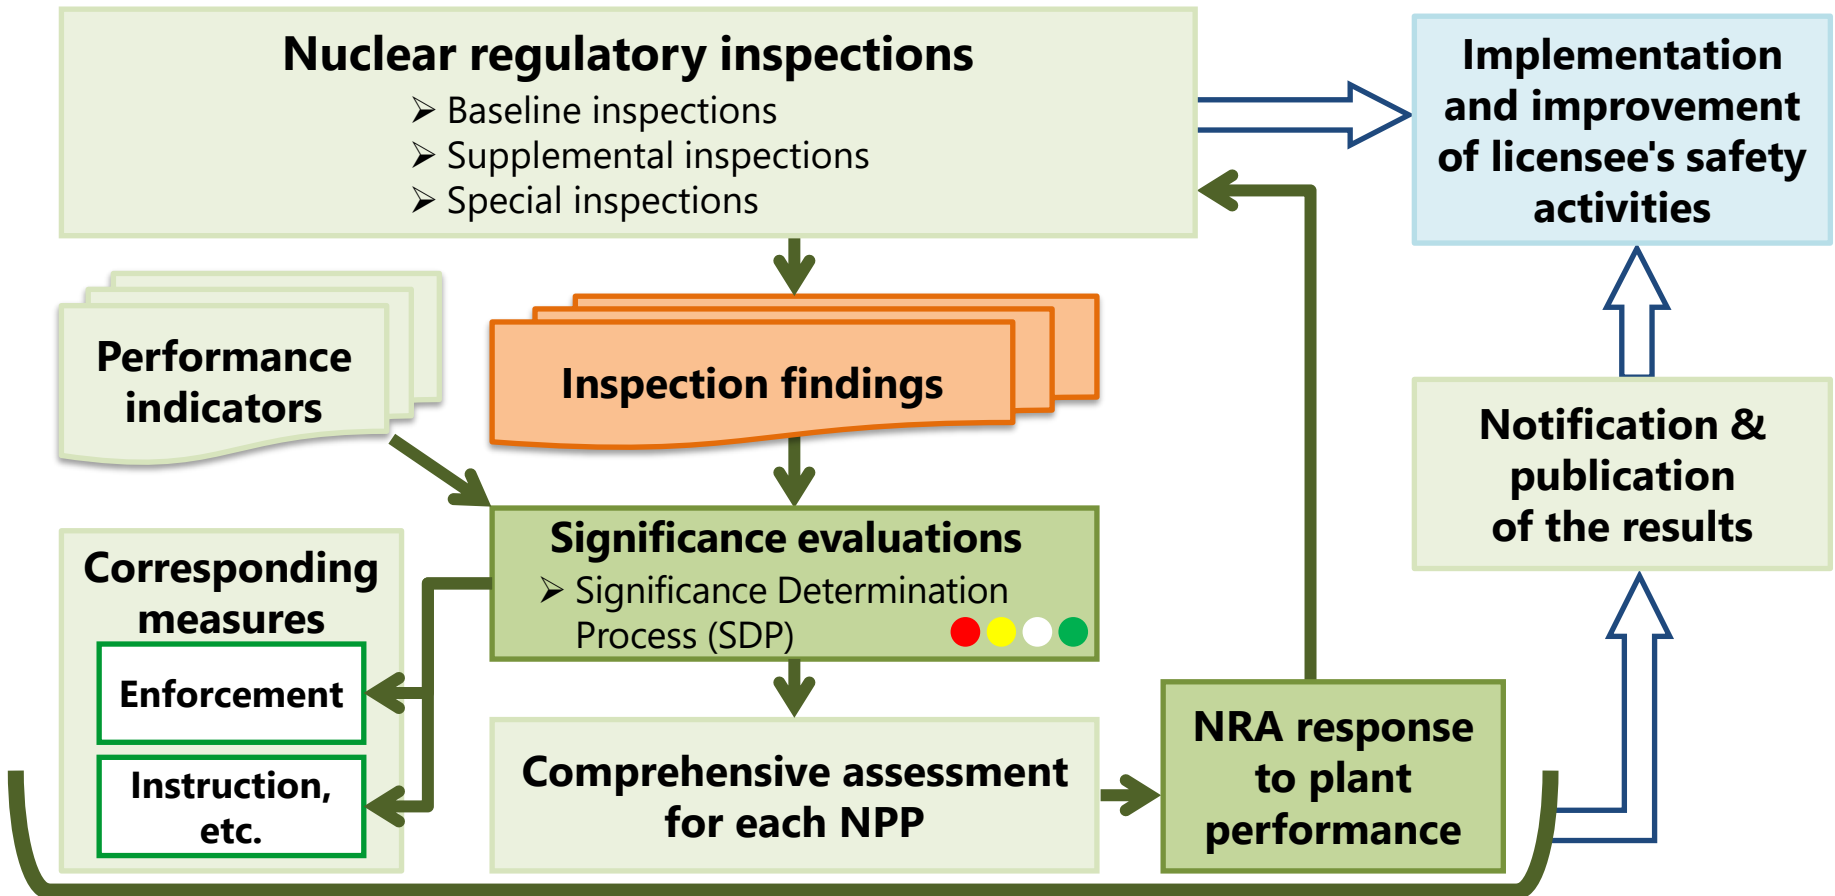 Nuclear regulatory inspections
➢ Baseline inspections
➢ Supplemental inspections
➢ Special inspections
Implementation
and improvement
of licensee's safety
activities
Performance
indicators
Inspection findings
Notification &
publication
of the results
Significance evaluations
➢ Significance Determination
Process (SDP)
Corresponding
measures
Enforcement
Instruction,
etc.
Comprehensive assessment
for each NPP
NRA response
to plant
performance